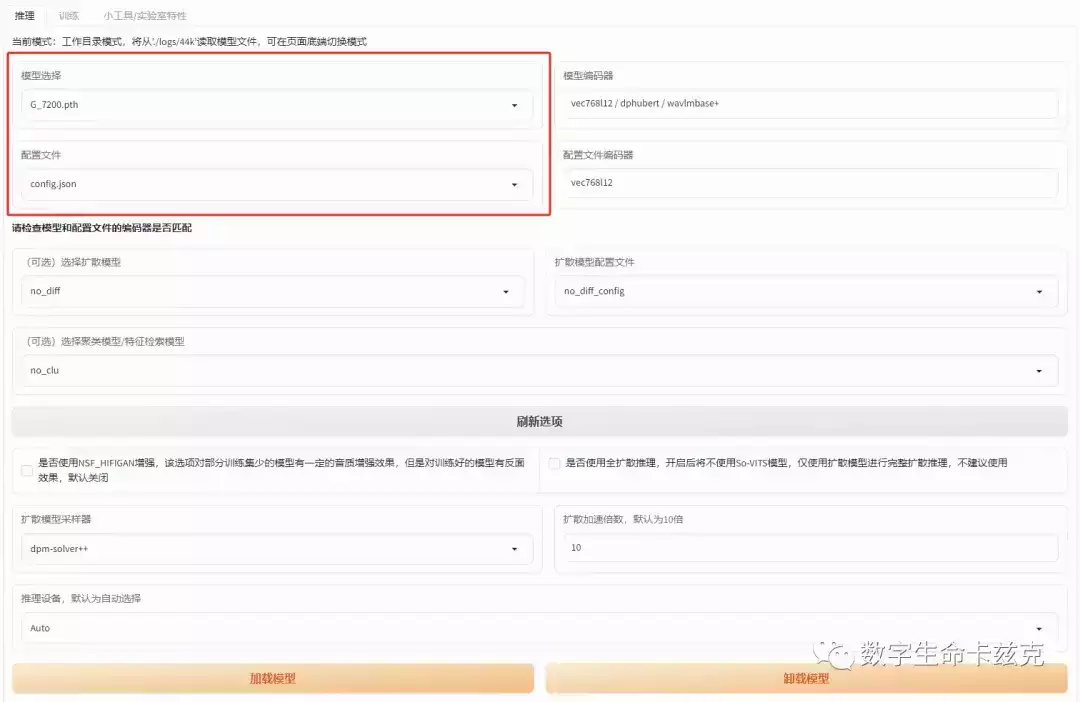 推理 训练 小工具/实验室特性
当前模式：工作目录模式，将从'./logs/44k'读取模型文件，可在页面底端切换模式
模型选择
G_7200.pth
模型编码器
vec768l12 / dphubert / wavlmbase+
配置文件
config.json
配置文件编码器
vec768l12
请检查模型和配置文件的编码器是否匹配
（可选）选择扩散模型
no_diff
扩散模型配置文件
no_diff_config
（可选）选择聚类模型/特征检索模型
no_clu
刷新选项
是否使用NSF_HIFIGAN增强，该选项对部分训练集少的模型有一定的音质增强效果，但是对训练好的模型有反面
效果，默认关闭
是否使用全扩散推理，开启后将不使用So-VITS模型，仅使用扩散模型进行完整扩散推理，不建议使用
扩散模型采样器
dpm-solver++
扩散加速倍数，默认为10倍
10
推理设备，默认为自动选择
Auto
加载模型
卸载模型
数字生命卡兹克